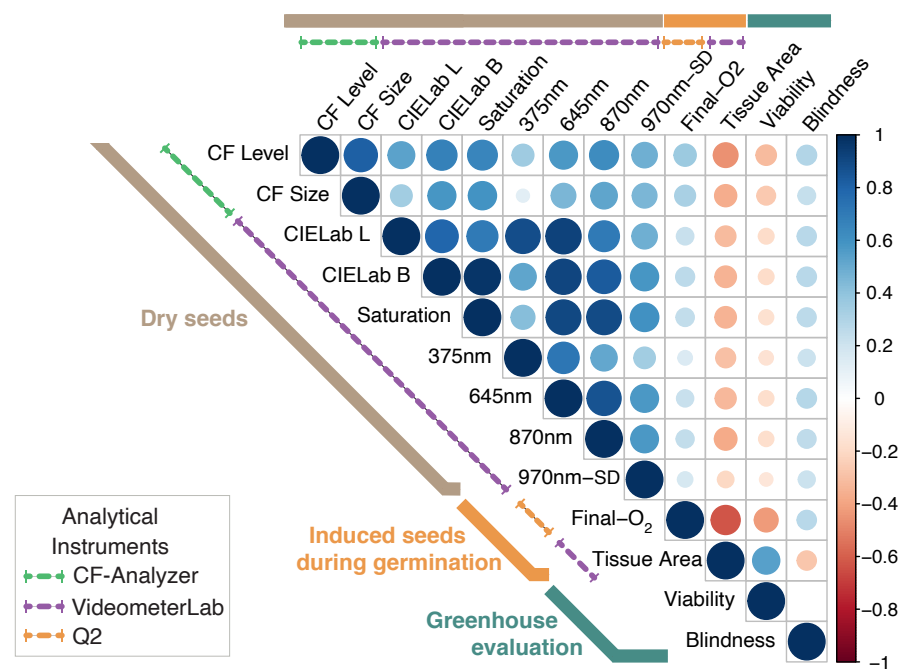 CF Level
CF Size
CIELab L
CIELab B
Saturation
375nm
645nm
870nm
970nm−SD
Final−O2
Tissue Area
Viability
Blindness
CF Level
CF Size
CIELab L
CIELab B
Saturation
375nm
645nm
870nm
970nm−SD
Final−O₂
Tissue Area
Viability
Blindness
1
0.8
0.6
0.4
0.2
0
−0.2
−0.4
−0.6
−0.8
−1
Dry seeds
Induced seeds
during germination
Greenhouse
evaluation
Analytical
Instruments
CF-Analyzer
VideometerLab
Q2